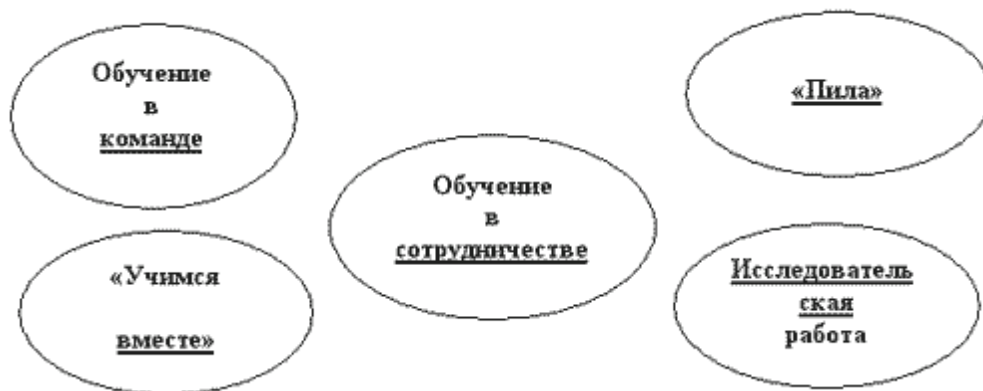 Обучение
в
команде
«Пила»
Обучение
в
сотрудничестве
«Учимся
вместе»
Исследователь
ская
работа